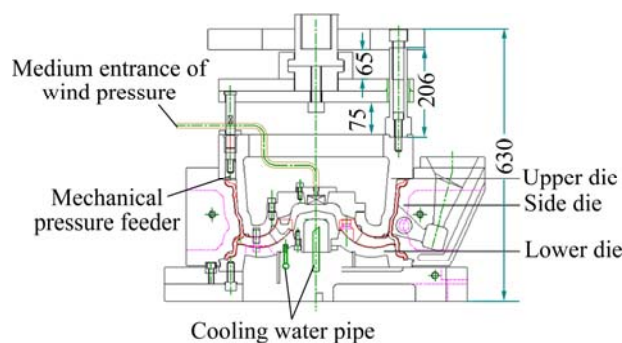 Medium entrance of
wind pressure
65
206
75
630
Mechanical
pressure feeder
Upper die
Side die
Lower die
Cooling water pipe